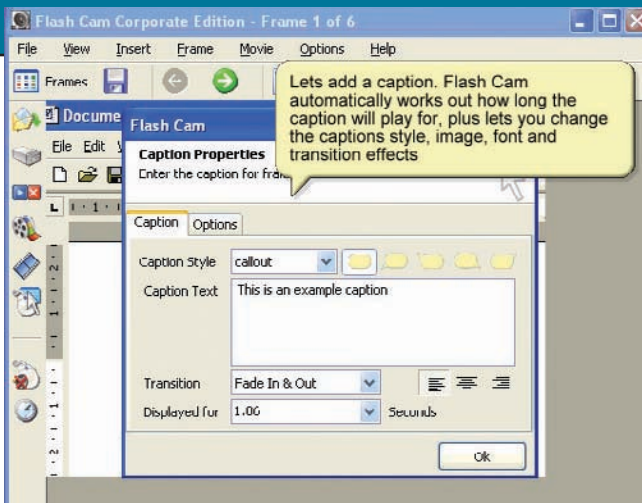 Flash Cam Corporate Edition - Frame 1 of 6
File View Insert Frame Movie Options Help
Frames
Lets add a caption. Flash Cam
automatically works out how long the
caption will play for, plus lets you change
the captions style, image, font and
transition effects
Docume
File Edit
Flash Cam
Caption Properties
Enter the caption for
Caption Options
Caption Style callout
Caption Text This is an example caption
Transition Fade In & Out
Displayed for 1.06 Seconds
Ok